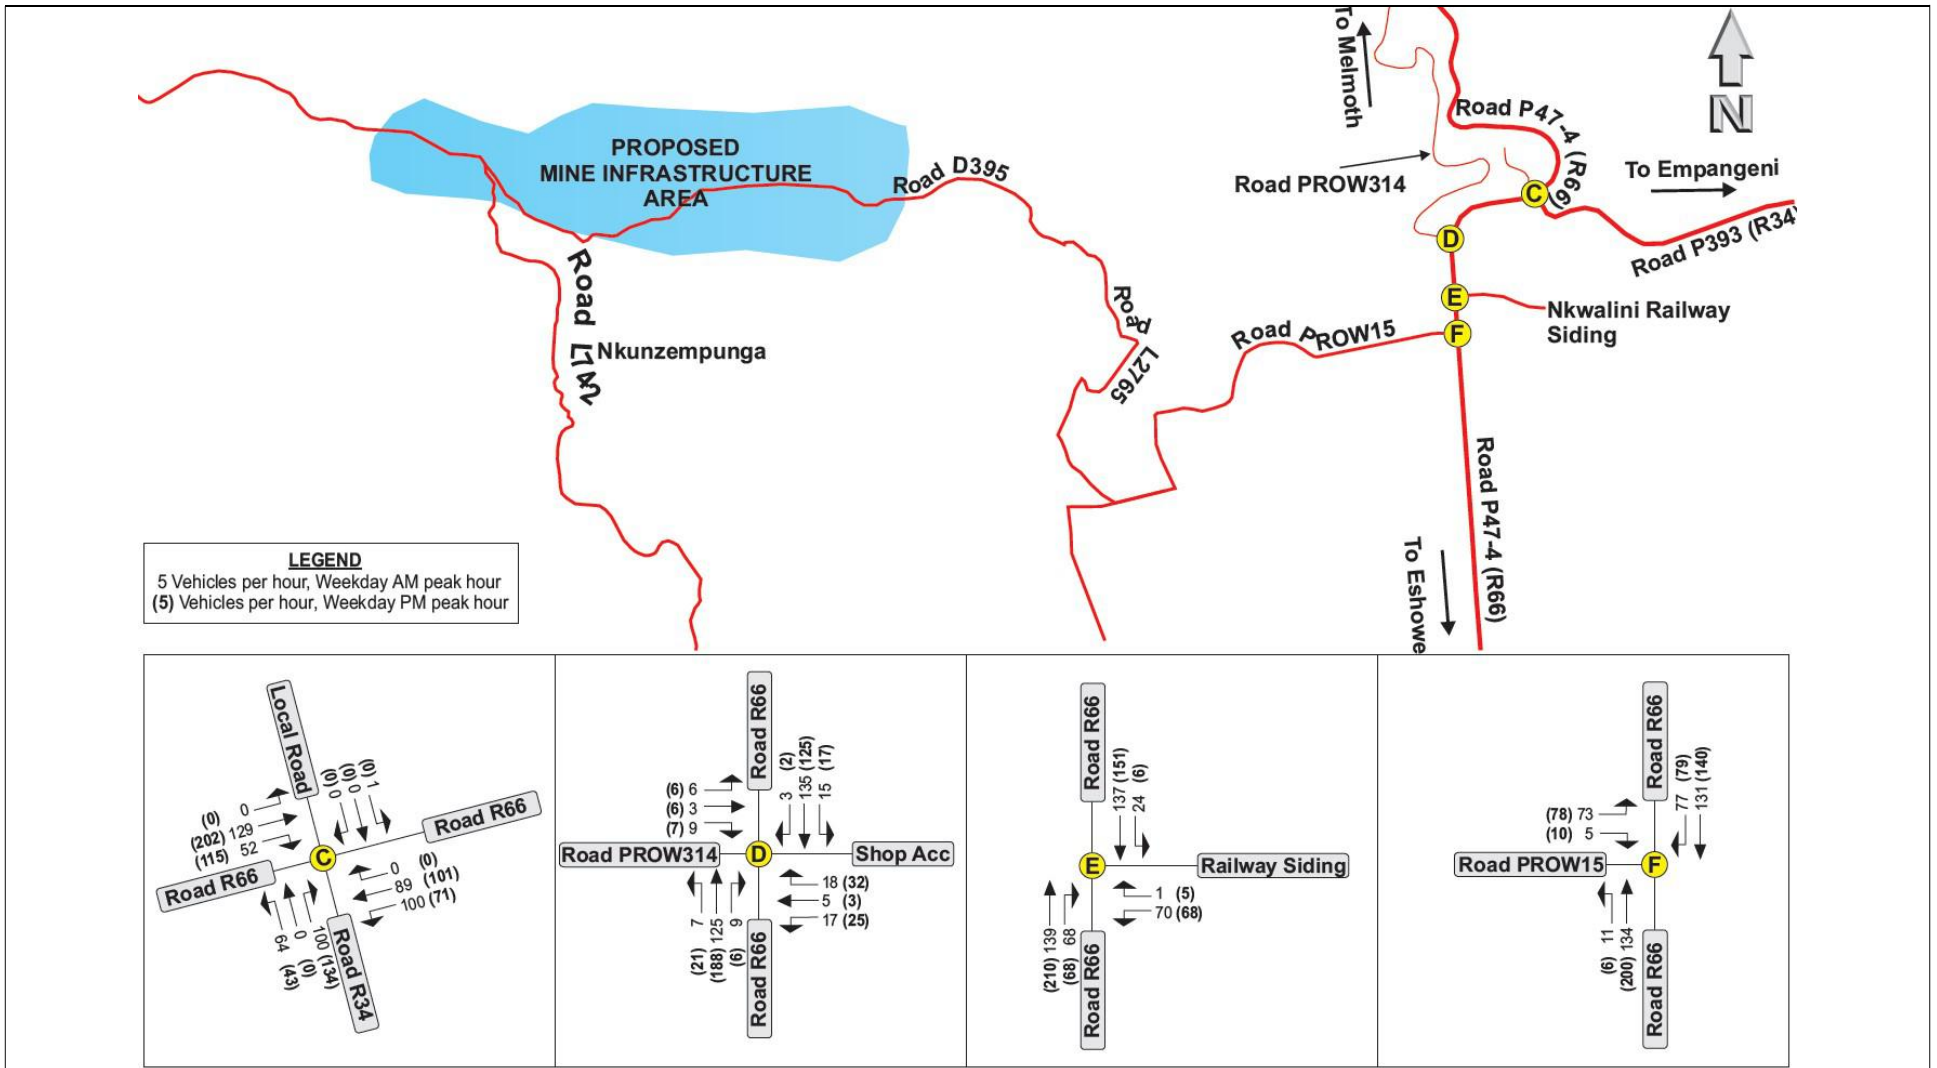 To Melmoth
Road P47-4 (R66)
N
To Empangeni
Road PROW314
C
Road P393 (R34)
D
PROPOSED
MINE INFRASTRUCTURE
AREA
Road D395
E
Nkwalini Railway
Siding
F
Road PROW15
Road L2765
Road L742
Nkunzempunga
Road P47-4 (R66)
To Eshowe
LEGEND
5 Vehicles per hour, Weekday AM peak hour
(5) Vehicles per hour, Weekday PM peak hour
Local Road
(0) 0
(202) 129
(115) 52
(0) 0
(0) 0
(0) 1
Road R66
C
Road R66
0 (0)
89 (101)
100 (71)
64 (43)
0 (0)
100 (134)
Road R34
Road R66
(6) 6
(6) 3
(7) 9
3 (2)
135 (125)
15 (17)
Road PROW314
D
Shop Acc
18 (32)
5 (3)
17 (25)
(21) 7
(188) 125
(6) 9
Road R66
Road R66
137 (151)
24 (6)
E
Railway Siding
1 (5)
70 (68)
(210) 139
(68) 68
Road R66
Road R66
(78) 73
(10) 5
77 (79)
131 (140)
Road PROW15
F
(6) 11
(200) 134
Road R66